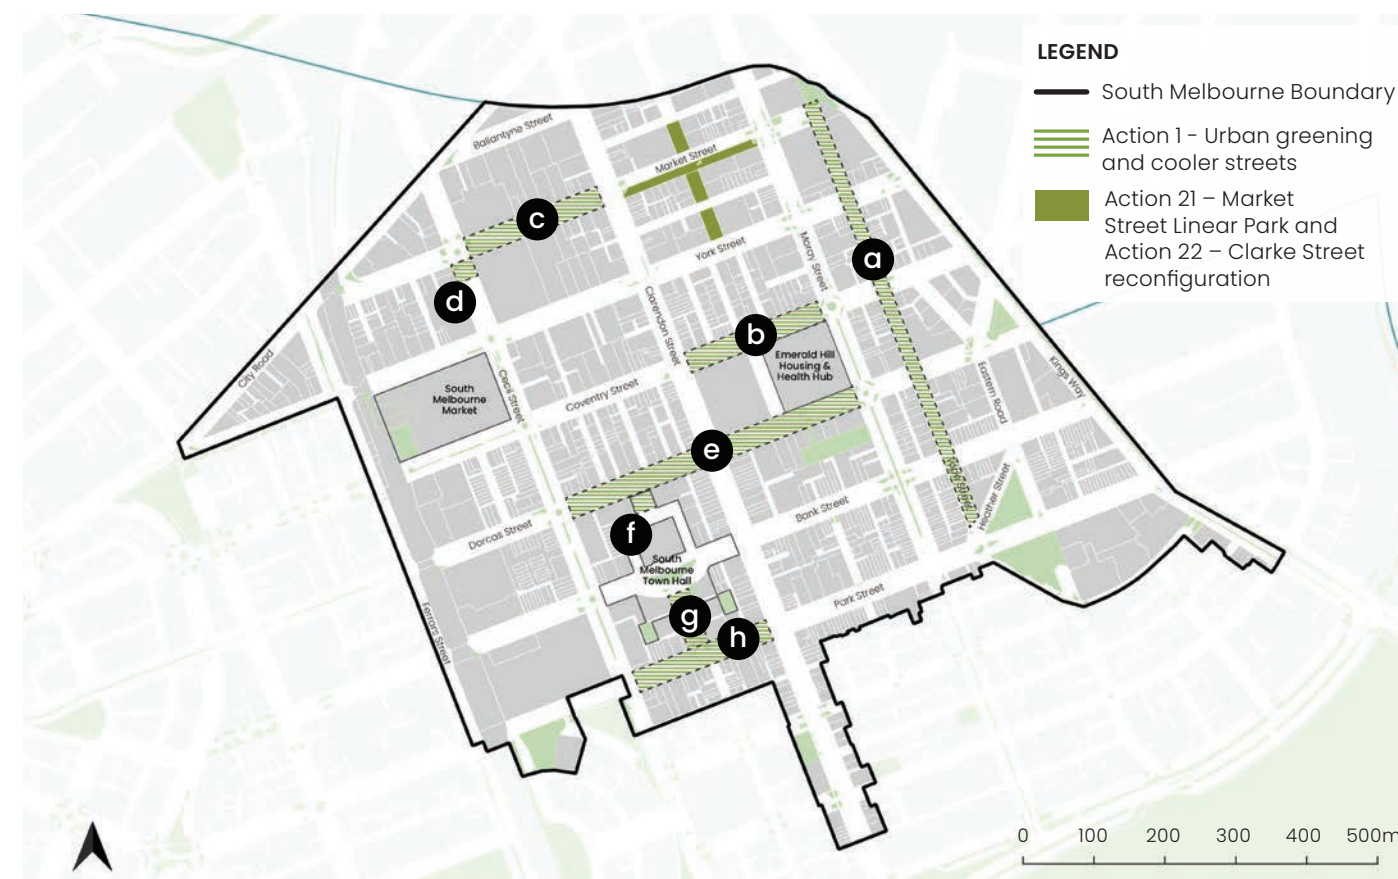 LEGEND
South Melbourne Boundary
Action 1 - Urban greening
and cooler streets
Action 21 – Market
Street Linear Park and
Action 22 – Clarke Street
reconfiguration
Ballantyne Street
Market Street
c
York Street
Moray Street
a
d
Clarendon Street
b
Emerald Hill
Housing &
Health Hub
City Road
South
Melbourne
Market
Cecil Street
Coventry Street
Eastern Road
Kings Way
e
Heather Street
Bank Street
Dorcas Street
f
South
Melbourne
Town Hall
Park Street
g
h
Ferrars Street
0 100 200 300 400 500m